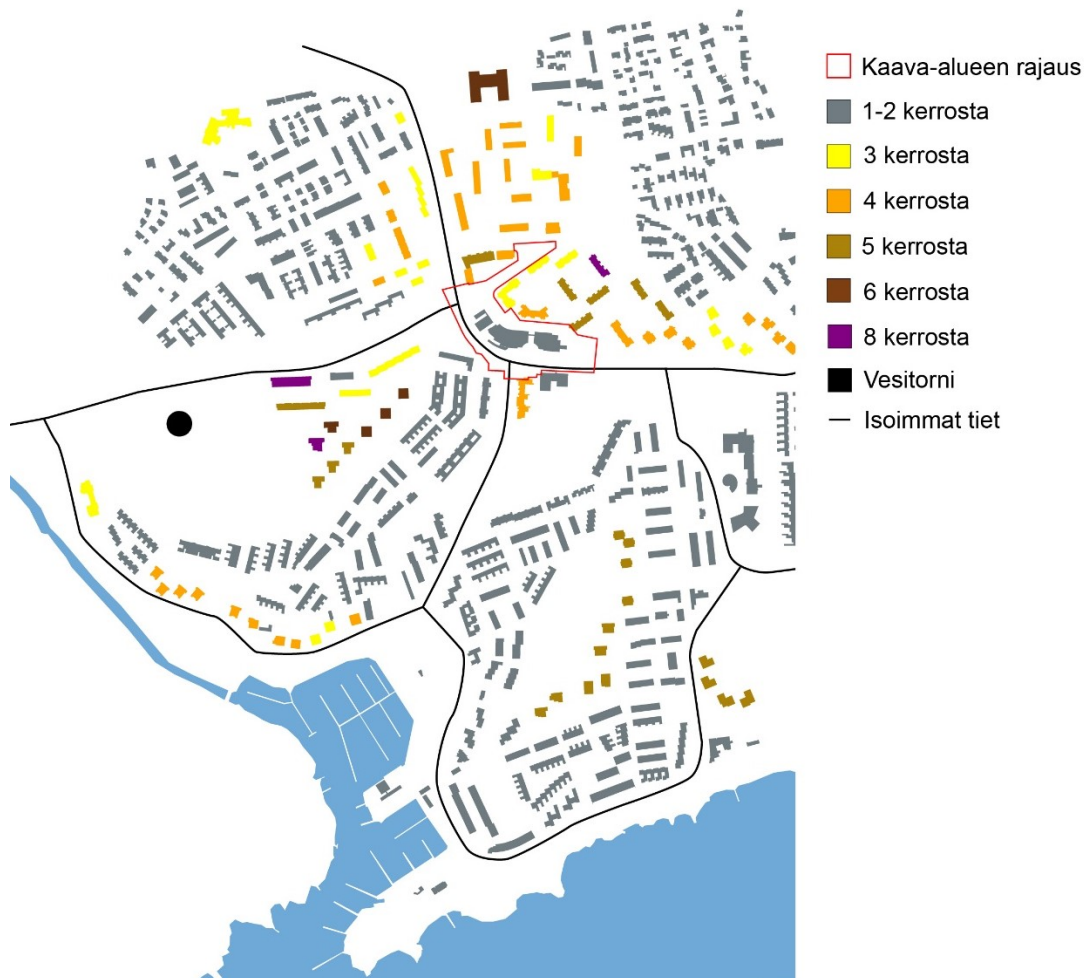 Kaava-alueen rajaus
1-2 kerrosta
3 kerrosta
4 kerrosta
5 kerrosta
6 kerrosta
8 kerrosta
Vesitorni
Isoimmat tiet